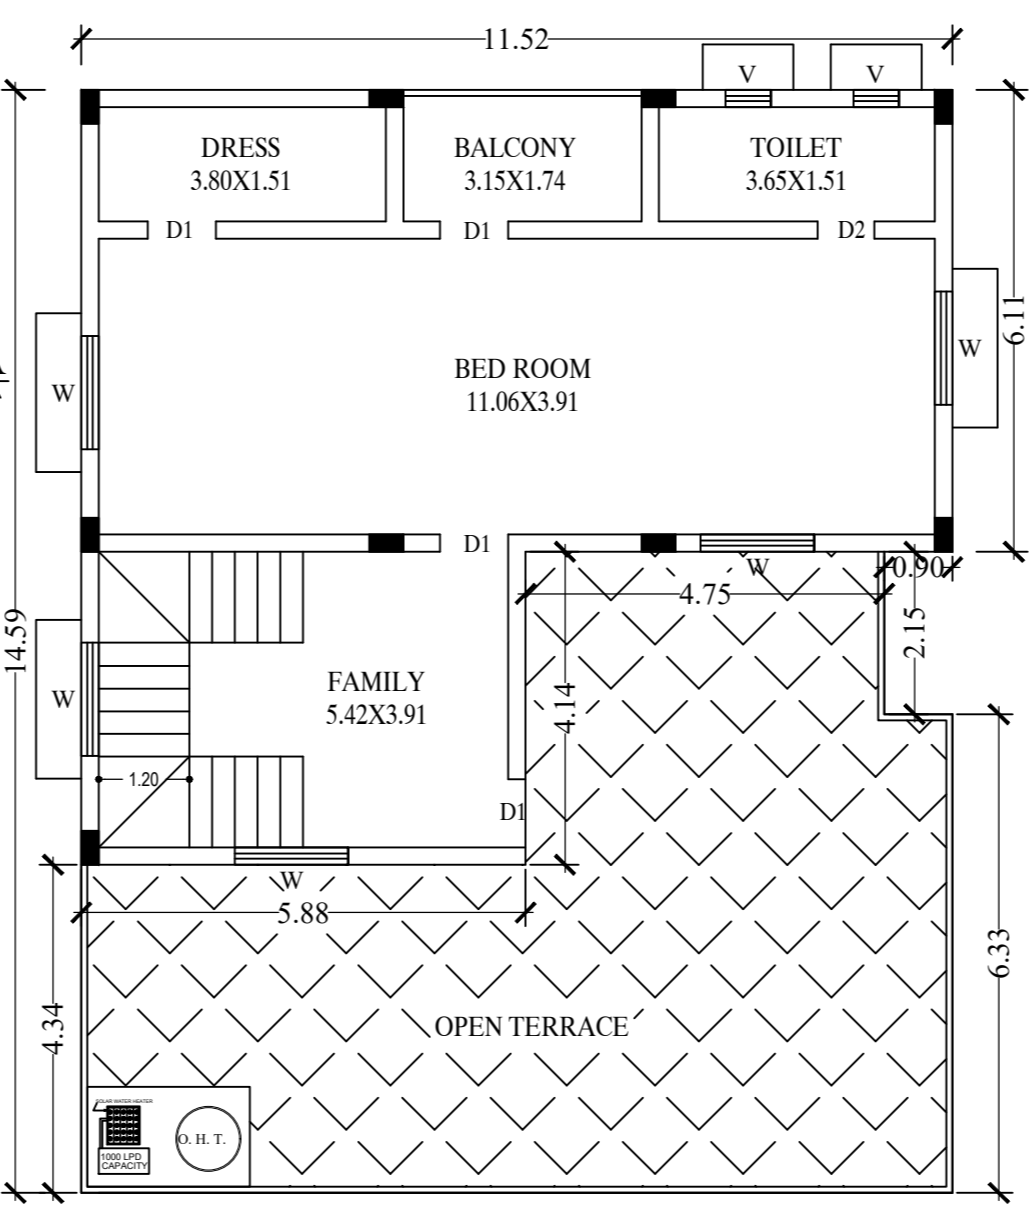 11.52
V
V
DRESS
3.80X1.51
BALCONY
3.15X1.74
TOILET
3.65X1.51
D1
D1
D2
6.11
W
BED ROOM
11.06X3.91
W
D1
W
0.90
4.75
2.15
14.59
W
FAMILY
5.42X3.91
4.14
1.20
D1
W
5.88
6.33
4.34
OPEN TERRACE
SOLAR WATER HEATER
O. H. T.
1000 LPD
CAPACITY